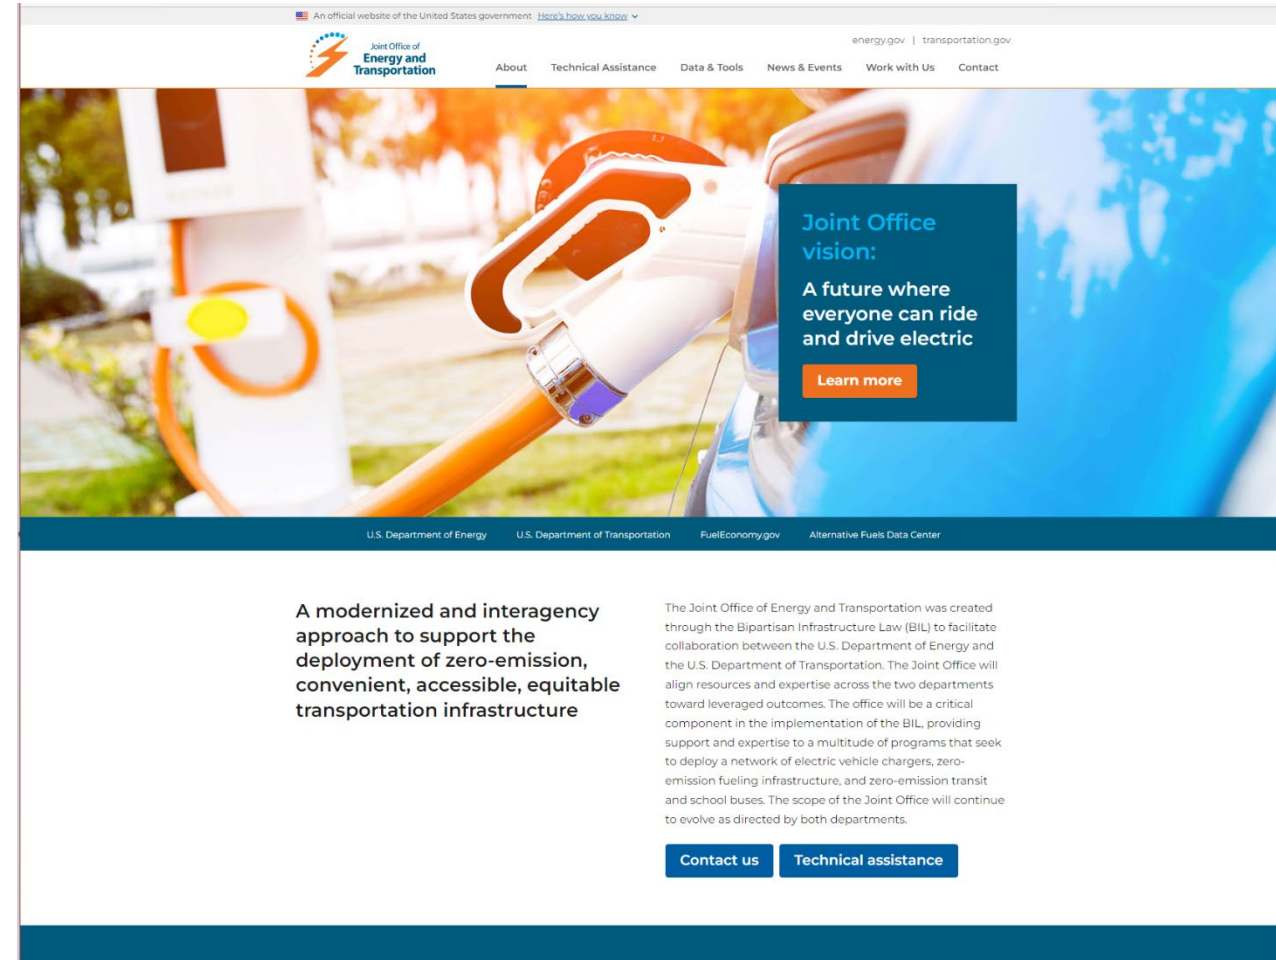 An official website of the United States government Here's how you know
energy.gov | transportation.gov
Joint Office of
Energy and
Transportation
About Technical Assistance Data & Tools News & Events Work with Us Contact
Joint Office
vision:
A future where
everyone can ride
and drive electric
Learn more
U.S. Department of Energy U.S. Department of Transportation FuelEconomy.gov Alternative Fuels Data Center
A modernized and interagency
approach to support the
deployment of zero-emission,
convenient, accessible, equitable
transportation infrastructure
The Joint Office of Energy and Transportation was created
through the Bipartisan Infrastructure Law (BIL) to facilitate
collaboration between the U.S. Department of Energy and
the U.S. Department of Transportation. The Joint Office will
align resources and expertise across the two departments
toward leveraged outcomes. The office will be a critical
component in the implementation of the BIL, providing
support and expertise to a multitude of programs that seek
to deploy a network of electric vehicle chargers, zero-
emission fueling infrastructure, and zero-emission transit
and school buses. The scope of the Joint Office will continue
to evolve as directed by both departments.
Contact us Technical assistance